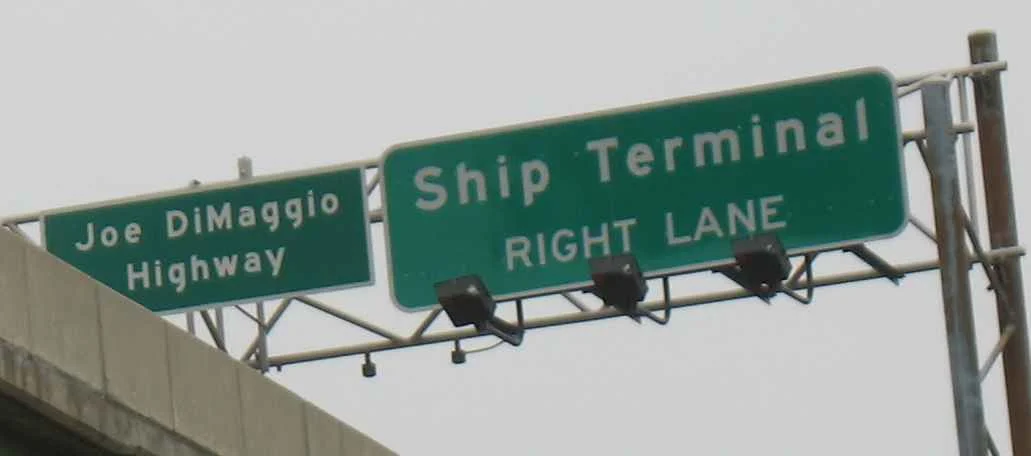 Joe DiMaggio
Highway
Ship Terminal
RIGHT LANE